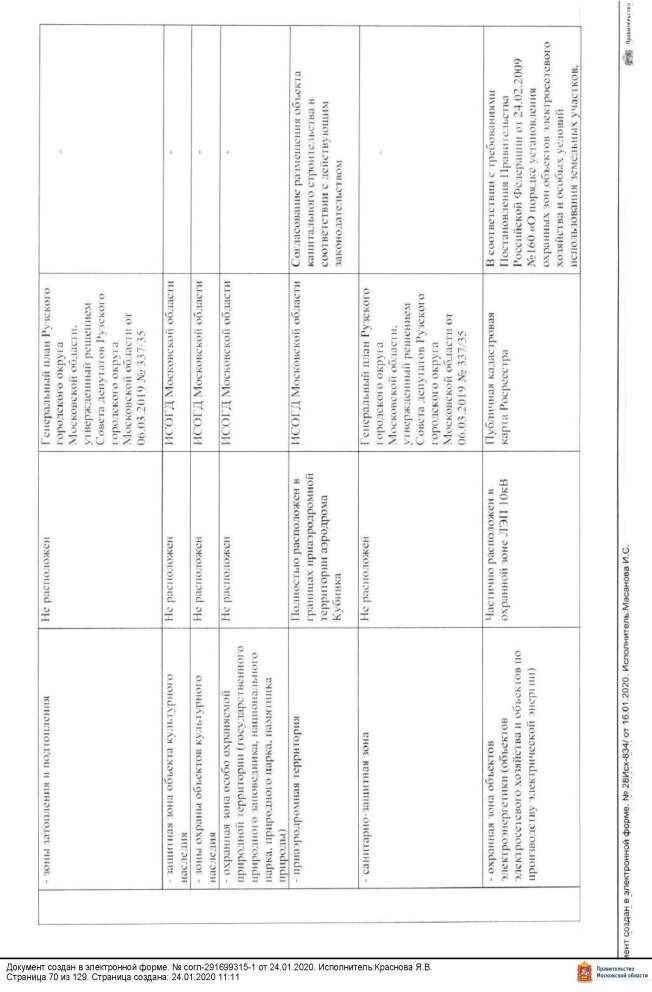 - зоны затопления и подтопления
Не расположен
Генеральный план Рузского
городского округа
Московской области,
утвержденный решением
Совета депутатов Рузского
городского округа
Московской области от
06.03.2019 № 337/35
-
- защитная зона объекта культурного
наследия
Не расположен
ИСОГД Московской области
-
- зоны охраны объектов культурного
наследия
Не расположен
ИСОГД Московской области
-
- охранная зона особо охраняемой
природной территории (государственного
природного заповедника, национального
парка, природного парка, памятника
природы)
Не расположен
ИСОГД Московской области
-
- приаэродромная территория
Полностью расположен в
границах приаэродромной
территории аэродрома
Кубинка
ИСОГД Московской области
Согласование размещения объекта
капитального строительства в
соответствии с действующим
законодательством
- санитарно-защитная зона
Не расположен
Генеральный план Рузского
городского округа
Московской области,
утвержденный решением
Совета депутатов Рузского
городского округа
Московской области от
06.03.2019 № 337/35
-
- охранная зона объектов
электроэнергетики (объектов
электросетевого хозяйства и объектов по
производству электрической энергии)
Частично расположен в
охранной зоне ЛЭП 10кВ
Публичная кадастровая
карта Росреестра
В соответствии с требованиями
Постановления Правительства
Российской Федерации от 24.02.2009
№160 «О порядке установления
охранных зон объектов электросетевого
хозяйства и особых условий
использования земельных участков,
мент создан в электронной форме. № 28Исх-834/ от 16.01.2020. Исполнитель:Масанова И.С.
Правительство
Документ создан в электронной форме. № corn-291699315-1 от 24.01.2020. Исполнитель:Краснова Я.В.
Страница 70 из 129. Страница создана: 24.01.2020 11:11
Правительство
Московской области